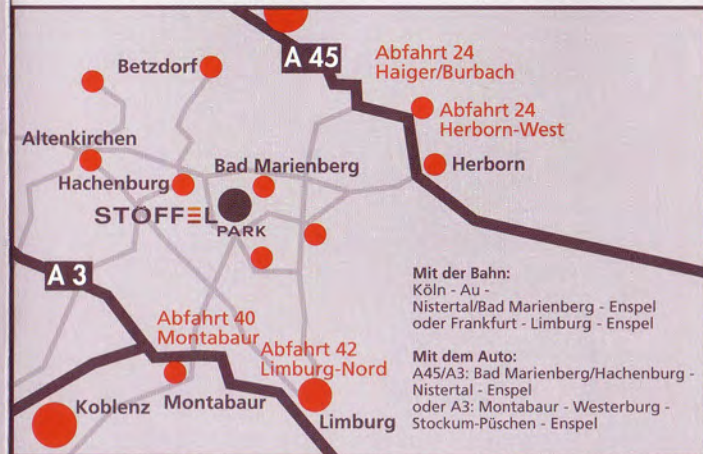 A 45
Abfahrt 24
Haiger/Burbach
Betzdorf
Abfahrt 24
Herborn-West
Altenkirchen
Bad Marienberg
Herborn
Hachenburg
STÖFFEL
PARK
A 3
Mit der Bahn:
Köln - Au -
Nistertal/Bad Marienberg - Enspel
oder Frankfurt - Limburg - Enspel
Abfahrt 40
Montabaur
Abfahrt 42
Limburg-Nord
Mit dem Auto:
A45/A3: Bad Marienberg/Hachenburg -
Nistertal - Enspel
oder A3: Montabaur - Westerburg -
Stockum-Püschen - Enspel
Koblenz
Montabaur
Limburg